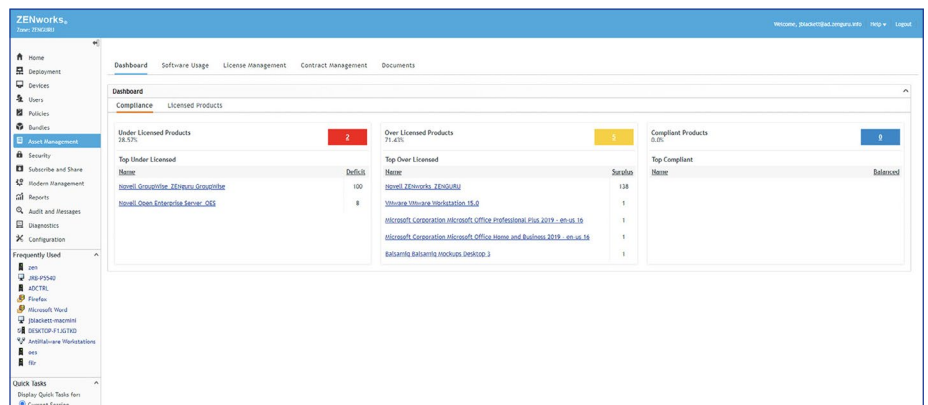 ZENworks.
Zone: ZENGURU
Welcome, jblackett@ad.zenguru.info Help Logout
Home
Deployment
Devices
Users
Policies
Bundles
Asset Management
Security
Subscribe and Share
Modern Management
Reports
Audit and Messages
Diagnostics
Configuration
Frequently Used
zen
JRB-P5540
ADCTRL
Firefox
Microsoft Word
jblackett-macmini
DESKTOP-F1JGTKD
AntiMalware Workstations
oes
filr
Quick Tasks
Display Quick Tasks for:
Current Session
Dashboard Software Usage License Management Contract Management Documents
Dashboard
Compliance Licensed Products
Under Licensed Products
28.57%
2
Top Under Licensed
Name Deficit
Novell GroupWise ZENguru GroupWise 100
Novell Open Enterprise Server OES 8
Over Licensed Products
71.43%
5
Top Over Licensed
Name Surplus
Novell ZENworks ZENGURU 138
VMware VMware Workstation 15.0 1
Microsoft Corporation Microsoft Office Professional Plus 2019 - en-us 16 1
Microsoft Corporation Microsoft Office Home and Business 2019 - en-us 16 1
Balsamiq Balsamiq Mockups Desktop 3 1
Compliant Products
0.0%
0
Top Compliant
Name Balanced